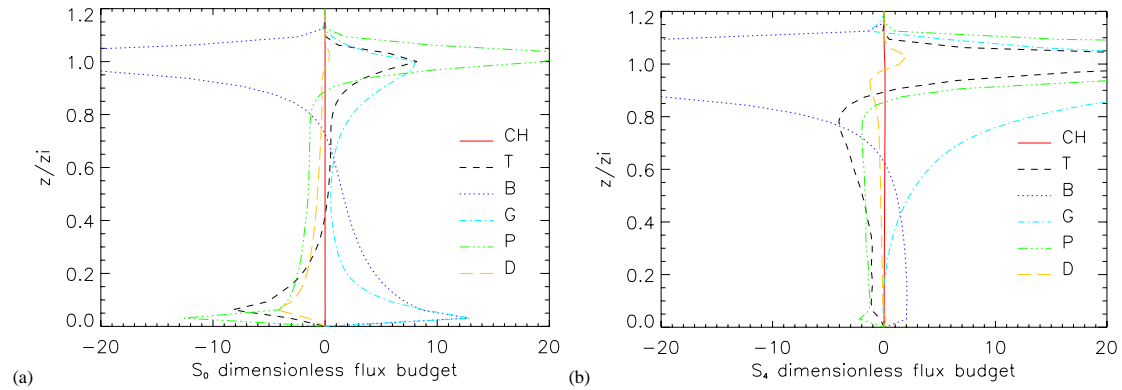 1.2
1.0
0.8
0.6
0.4
0.2
0.0
z/zi
CH
T
B
G
P
D
−20 −10 0 10 20
S₀ dimensionless flux budget
(a)
1.2
1.0
0.8
0.6
0.4
0.2
0.0
z/zi
CH
T
B
G
P
D
−20 −10 0 10 20
S₄ dimensionless flux budget
(b)